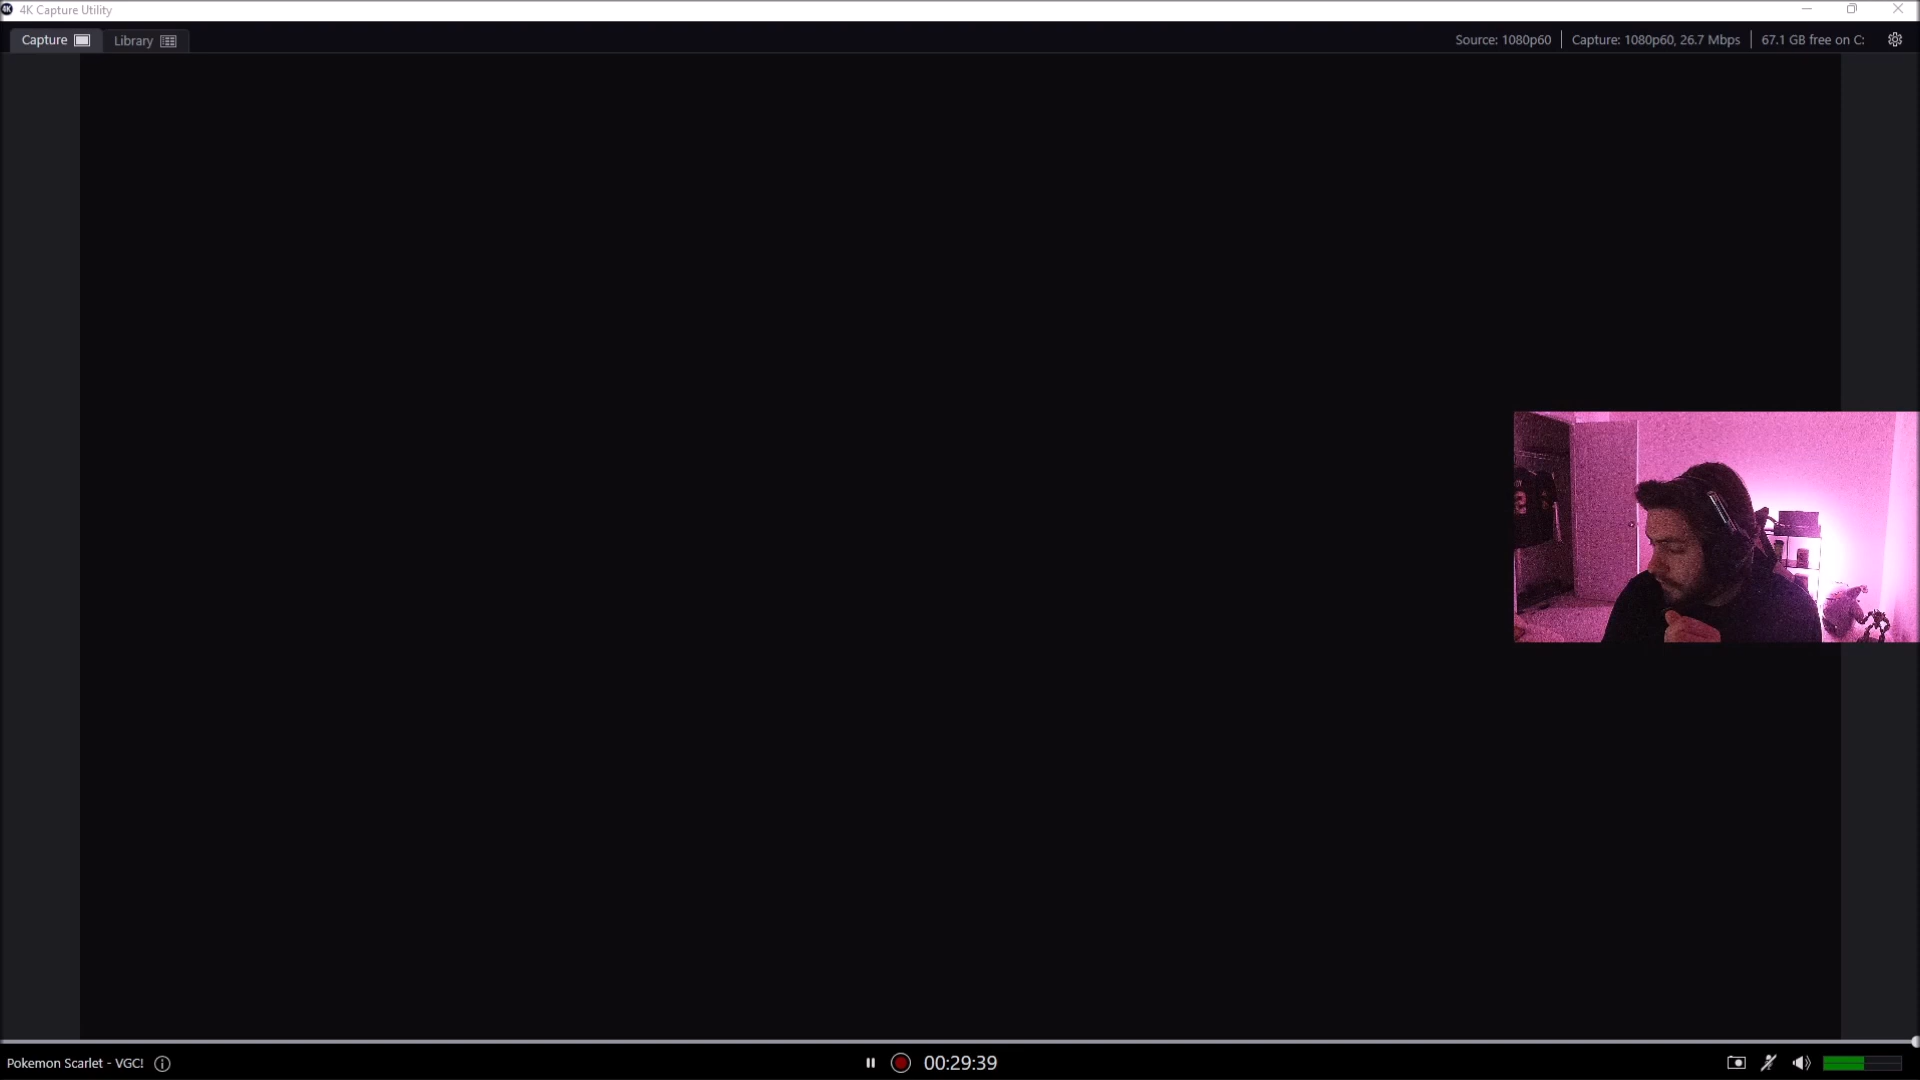 4K Capture Utility
Capture
Library
Source: 1080p60
Capture: 1080p60, 26.7 Mbps
67.1 GB free on C:
Pokemon Scarlet - VGC!
00:29:39